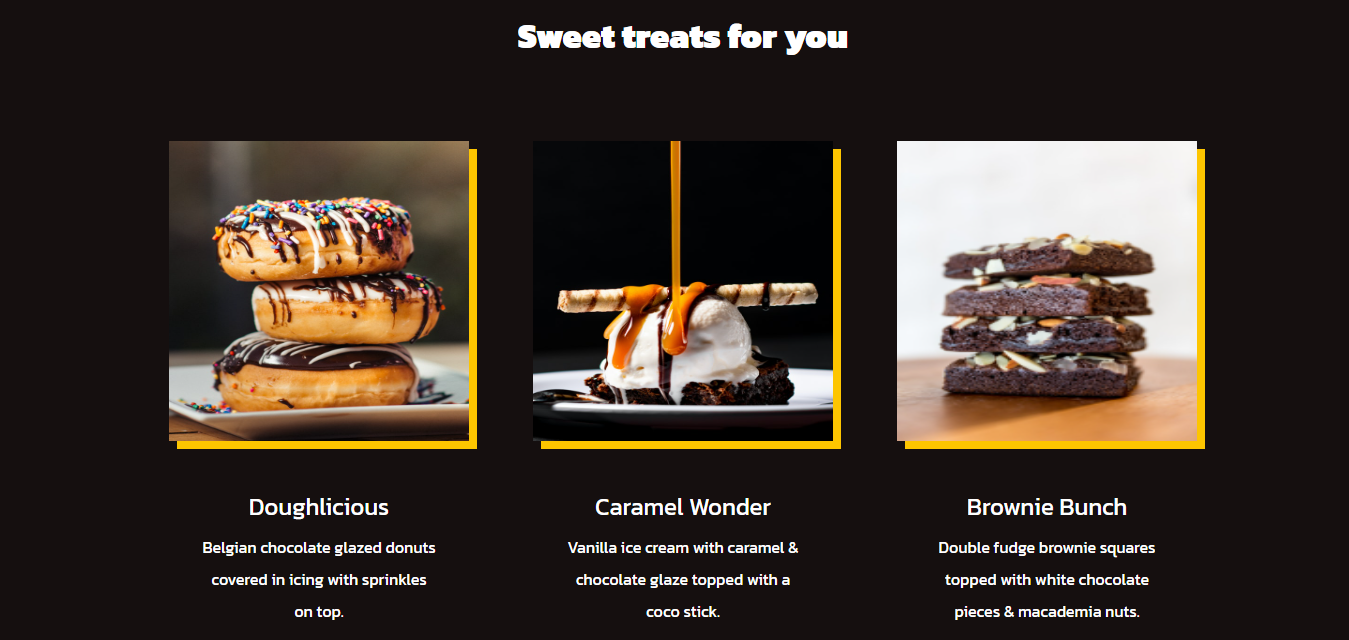 Sweet treats for you
Doughlicious
Belgian chocolate glazed donuts
covered in icing with sprinkles
on top.
Caramel Wonder
Vanilla ice cream with caramel &
chocolate glaze topped with a
coco stick.
Brownie Bunch
Double fudge brownie squares
topped with white chocolate
pieces & macademia nuts.